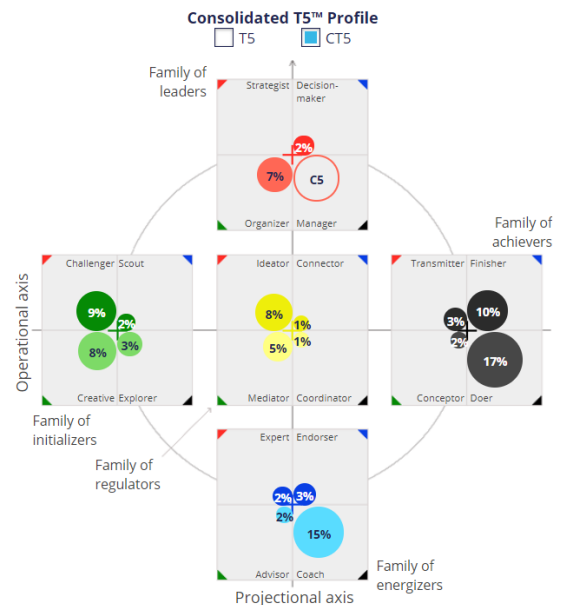 Consolidated T5™ Profile
T5
CT5
Family of
leaders
Strategist
Decision-
maker
2%
7%
C5
Organizer
Manager
Family of
achievers
Challenger
Scout
Ideator
Connector
Transmitter
Finisher
9%
2%
8%
3%
8%
1%
5%
1%
3%
10%
2%
17%
Creative
Explorer
Mediator
Coordinator
Conceptor
Doer
Operational axis
Family of
initializers
Family of
regulators
Expert
Endorser
2%
3%
2%
15%
Advisor
Coach
Family of
energizers
Projectional axis